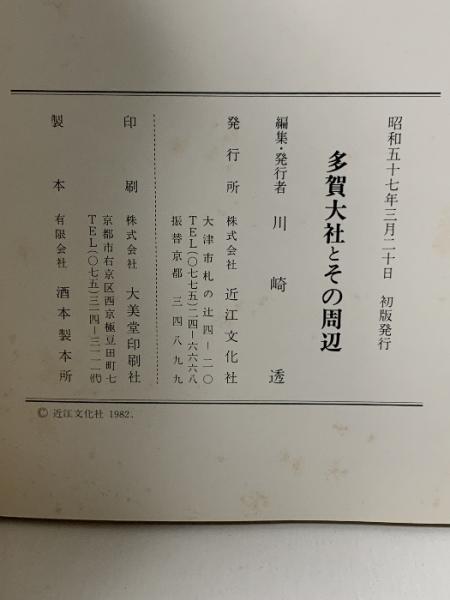 昭和五十七年三月二十日 初版発行
多賀大社とその周辺
編集・発行者 川崎透
発行所 株式会社 近江文化社
大津市札の辻四-二〇
TEL(〇七七五)二四-六六六八
振替京都 三四八九九
印刷 株式会社 大美堂印刷社
京都市右京区西京極豆田町七
TEL(〇七五)三一四-三一一一㈹
製本 有限会社 酒本製本所
© 近江文化社 1982.